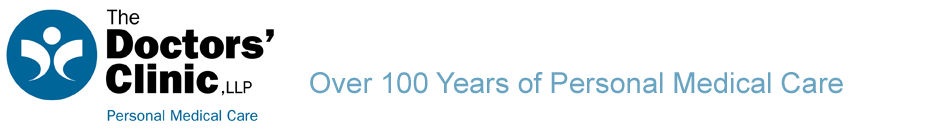 The
Doctors'
Clinic,LLP
Personal Medical Care
Over 100 Years of Personal Medical Care